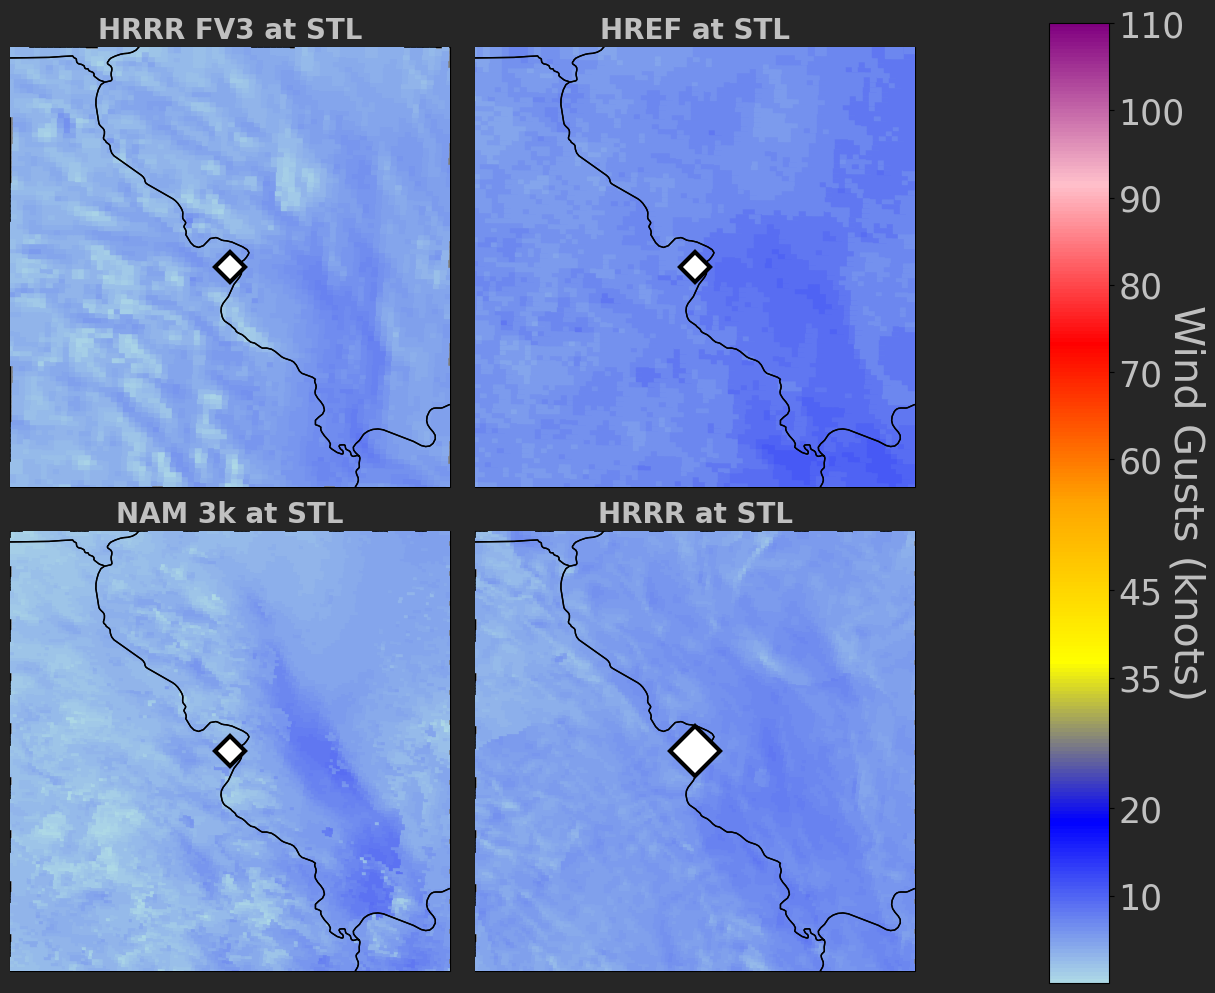 HRRR FV3 at STL
HREF at STL
NAM 3k at STL
HRRR at STL
110
100
90
80
70
60
45
35
20
10
Wind Gusts (knots)